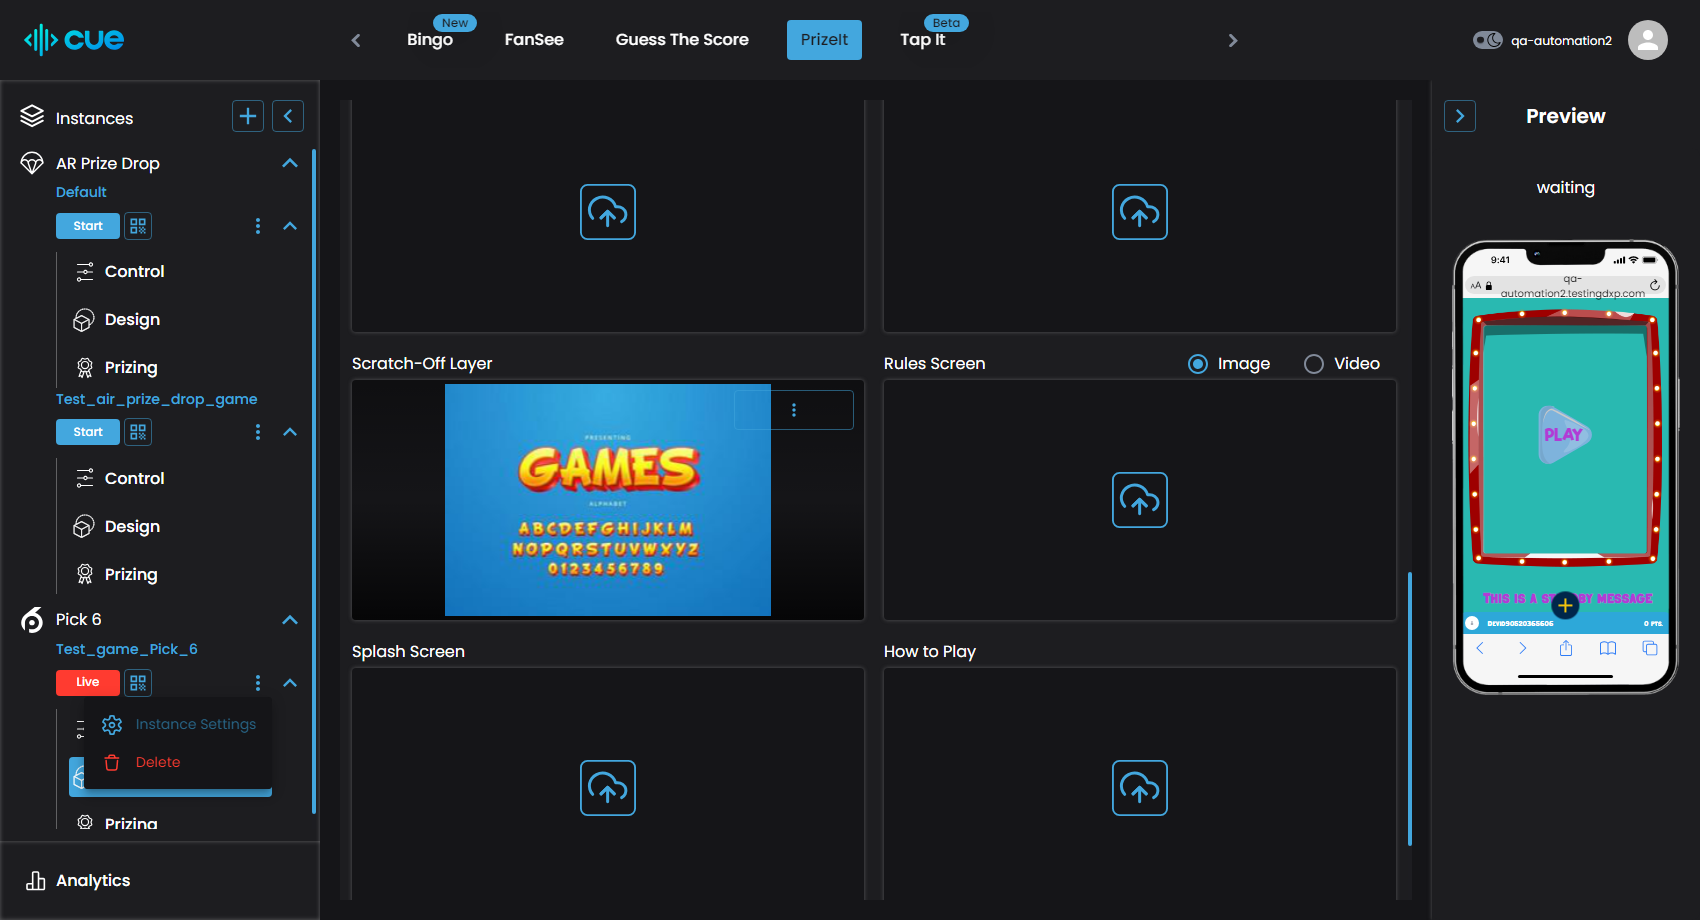 cue
New
Beta
Bingo
FanSee
Guess The Score
PrizeIt
Tap It
qa-automation2
Instances
AR Prize Drop
Default
Start
Control
Design
Prizing
Test_air_prize_drop_game
Start
Control
Design
Prizing
Pick 6
Test_game_Pick_6
Live
Instance Settings
Delete
Prizing
Analytics
Scratch-Off Layer
Rules Screen
Image
Video
PRESENTING
GAMES
ALPHABET
ABCDEFGHIJKLM
NOPQRSTUVWXYZ
0123456789
Splash Screen
How to Play
Preview
waiting
9:41
AA
qa-
automation2.testingdxp.com
PLAY
THIS IS A ST BY MESSAGE
DEVID90620365606
0 PTS.